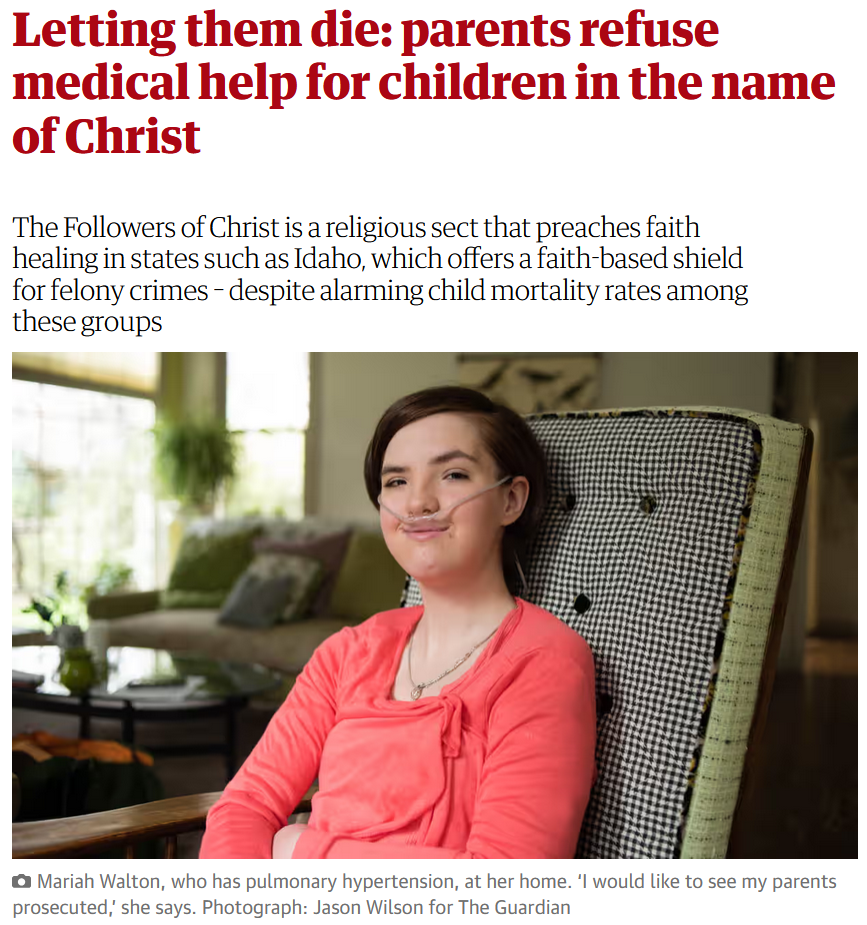 Letting them die: parents refuse
medical help for children in the name
of Christ
The Followers of Christ is a religious sect that preaches faith
healing in states such as Idaho, which offers a faith-based shield
for felony crimes – despite alarming child mortality rates among
these groups
Mariah Walton, who has pulmonary hypertension, at her home. ‘I would like to see my parents
prosecuted,’ she says. Photograph: Jason Wilson for The Guardian